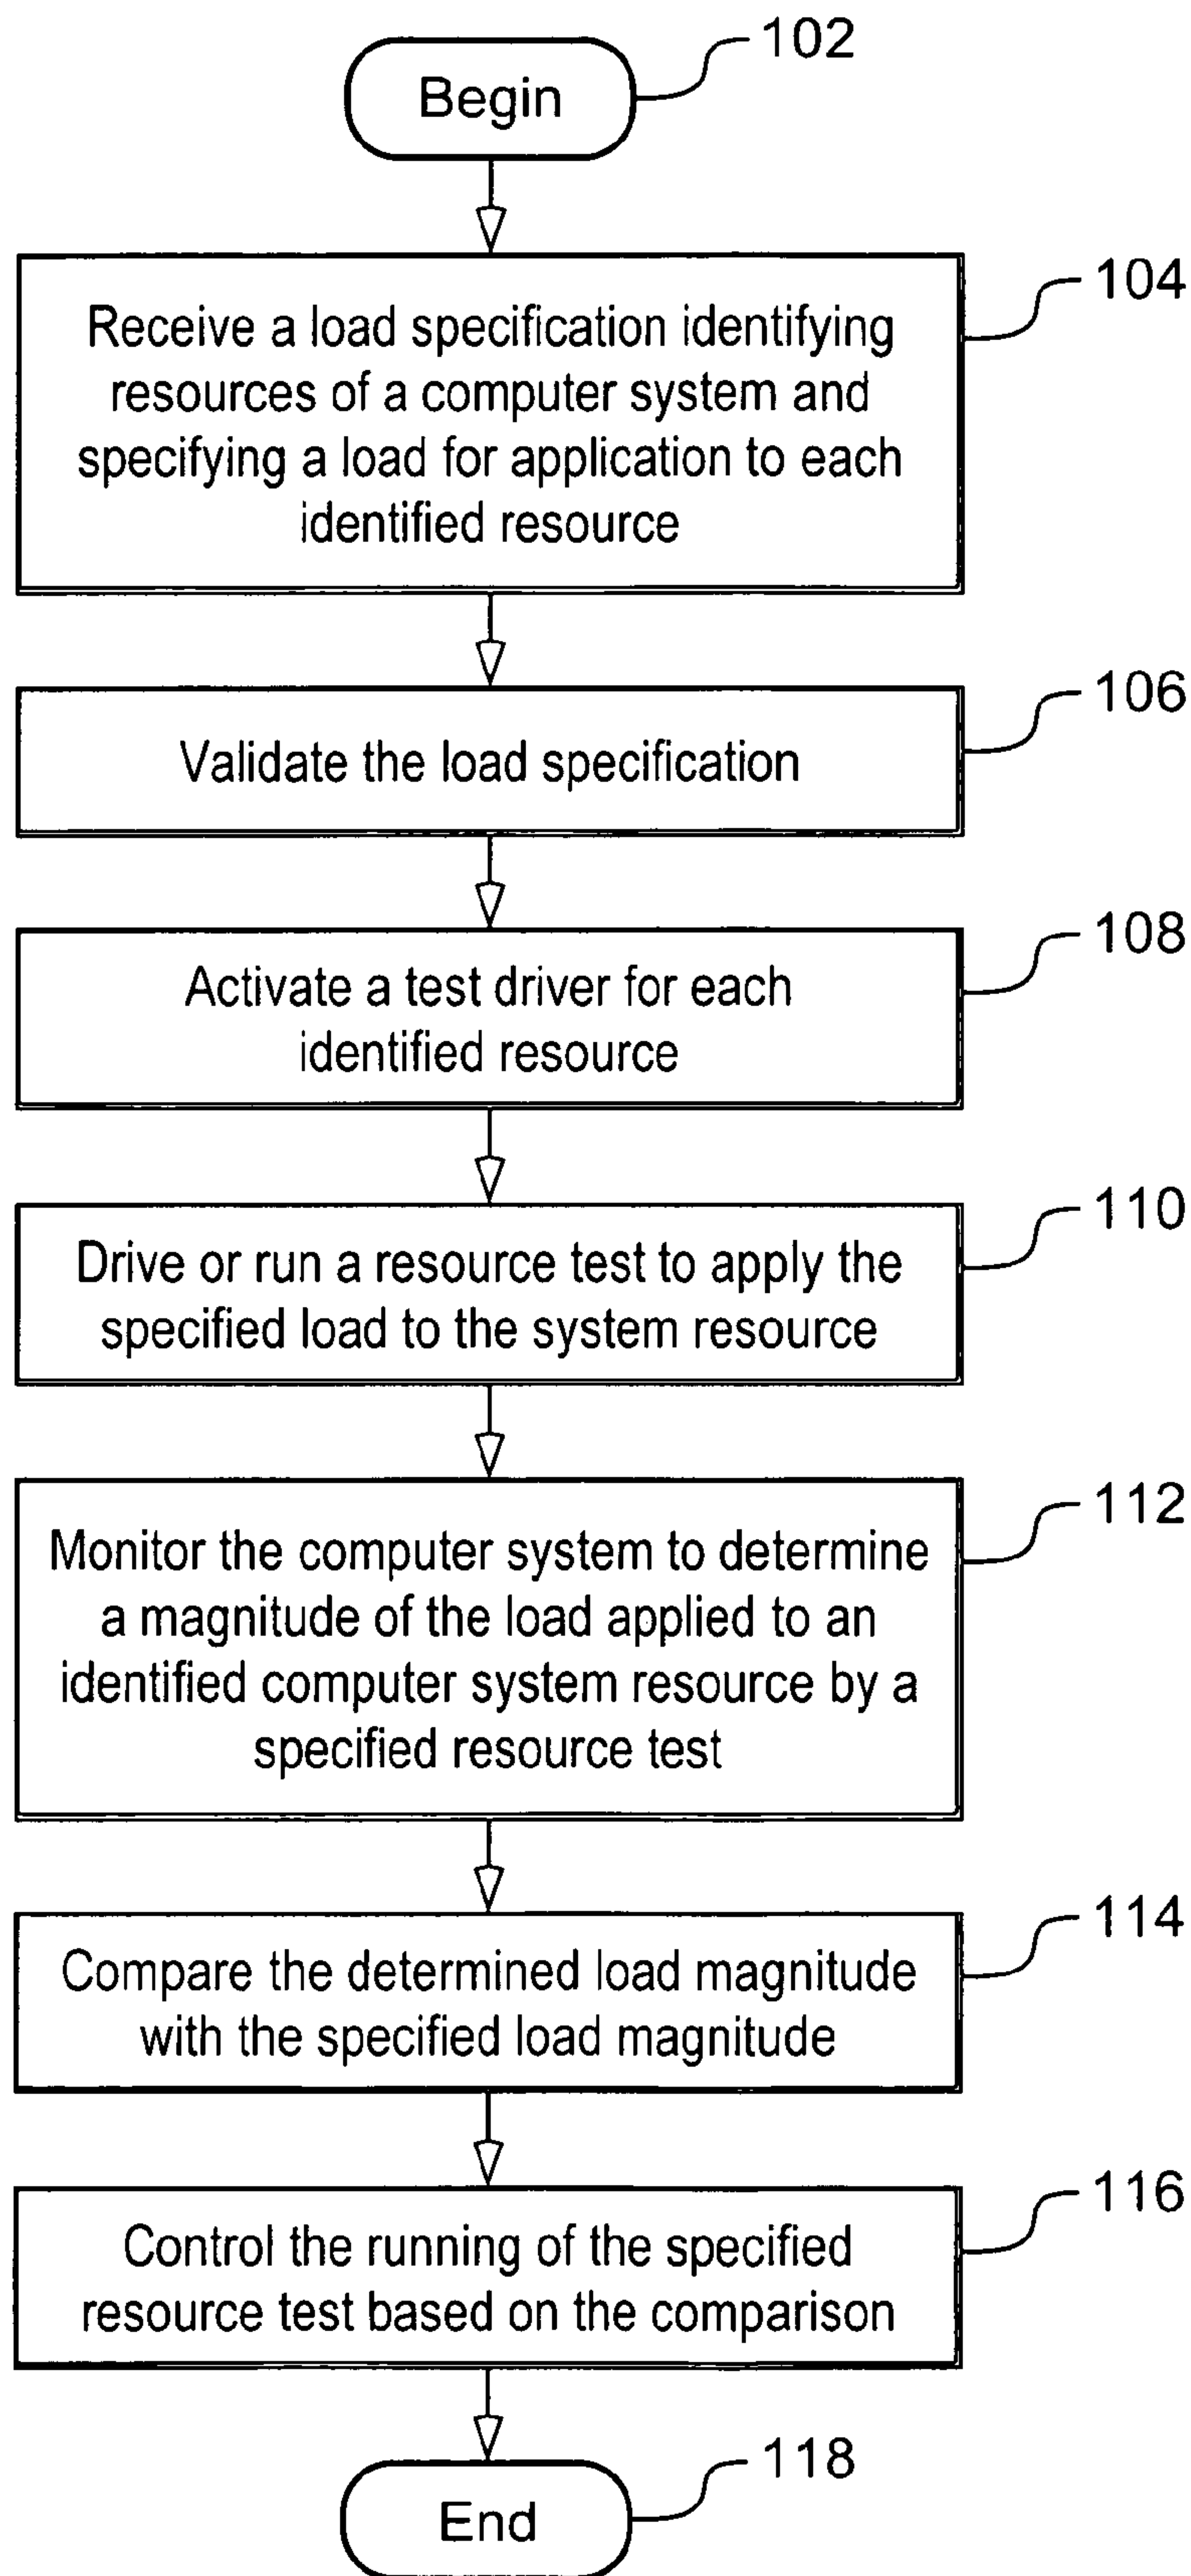 Begin
102
Receive a load specification identifying
resources of a computer system and
specifying a load for application to each
identified resource
104
Validate the load specification
106
Activate a test driver for each
identified resource
108
Drive or run a resource test to apply the
specified load to the system resource
110
Monitor the computer system to determine
a magnitude of the load applied to an
identified computer system resource by a
specified resource test
112
Compare the determined load magnitude
with the specified load magnitude
114
Control the running of the specified
resource test based on the comparison
116
End
118